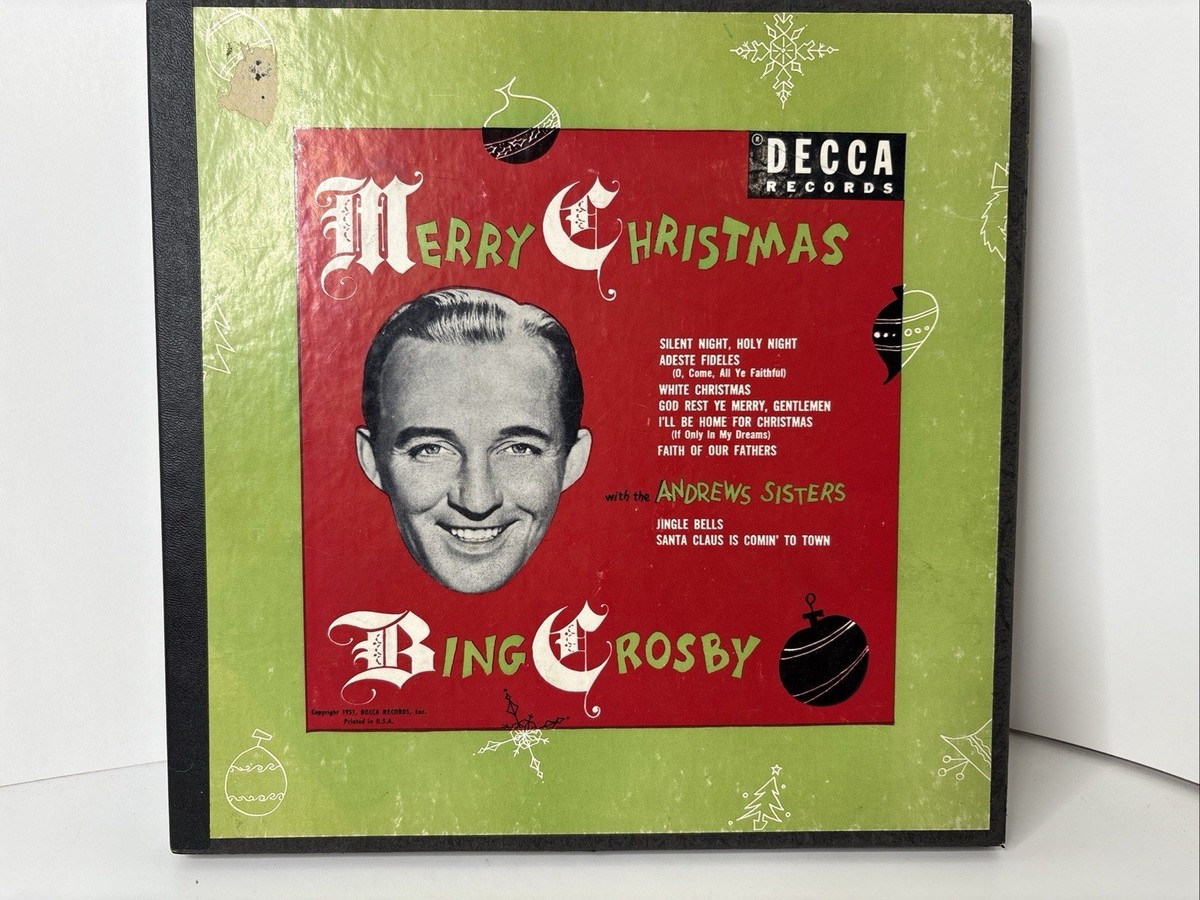 ® DECCA
RECORDS
MERRY CHRISTMAS
SILENT NIGHT, HOLY NIGHT
ADESTE FIDELES
(O, Come, All Ye Faithful)
WHITE CHRISTMAS
GOD REST YE MERRY, GENTLEMEN
I'LL BE HOME FOR CHRISTMAS
(If Only In My Dreams)
FAITH OF OUR FATHERS
with the ANDREWS SISTERS
JINGLE BELLS
SANTA CLAUS IS COMIN' TO TOWN
BING CROSBY
Copyright 1951, DECCA RECORDS, Inc.
Printed in U.S.A.